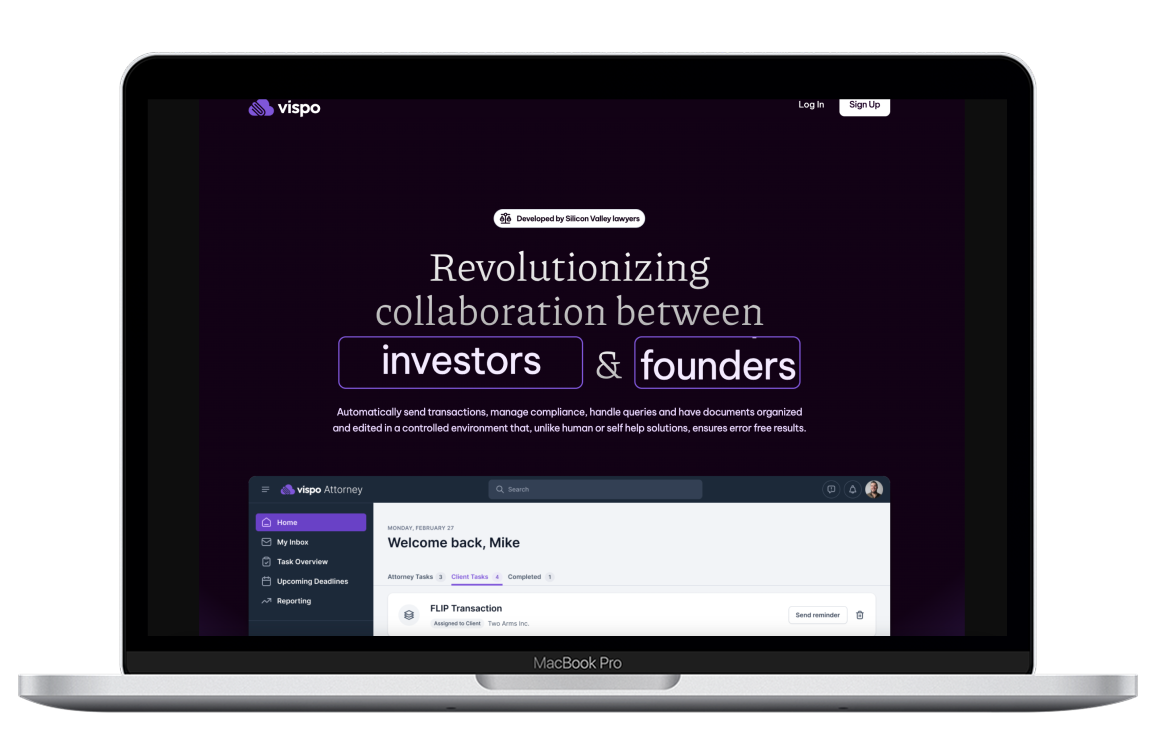 vispo
Log In
Sign Up
Developed by Silicon Valley lawyers
Revolutionizing
collaboration between
investors & founders
Automatically send transactions, manage compliance, handle queries and have documents organized
and edited in a controlled environment that, unlike human or self help solutions, ensures error free results.
vispo Attorney
Search
Home
My Inbox
Task Overview
Upcoming Deadlines
Reporting
MONDAY, FEBRUARY 27
Welcome back, Mike
Attorney Tasks 3 Client Tasks 4 Completed 1
FLIP Transaction
Assigned to Client Two Arms Inc.
Send reminder
MacBook Pro